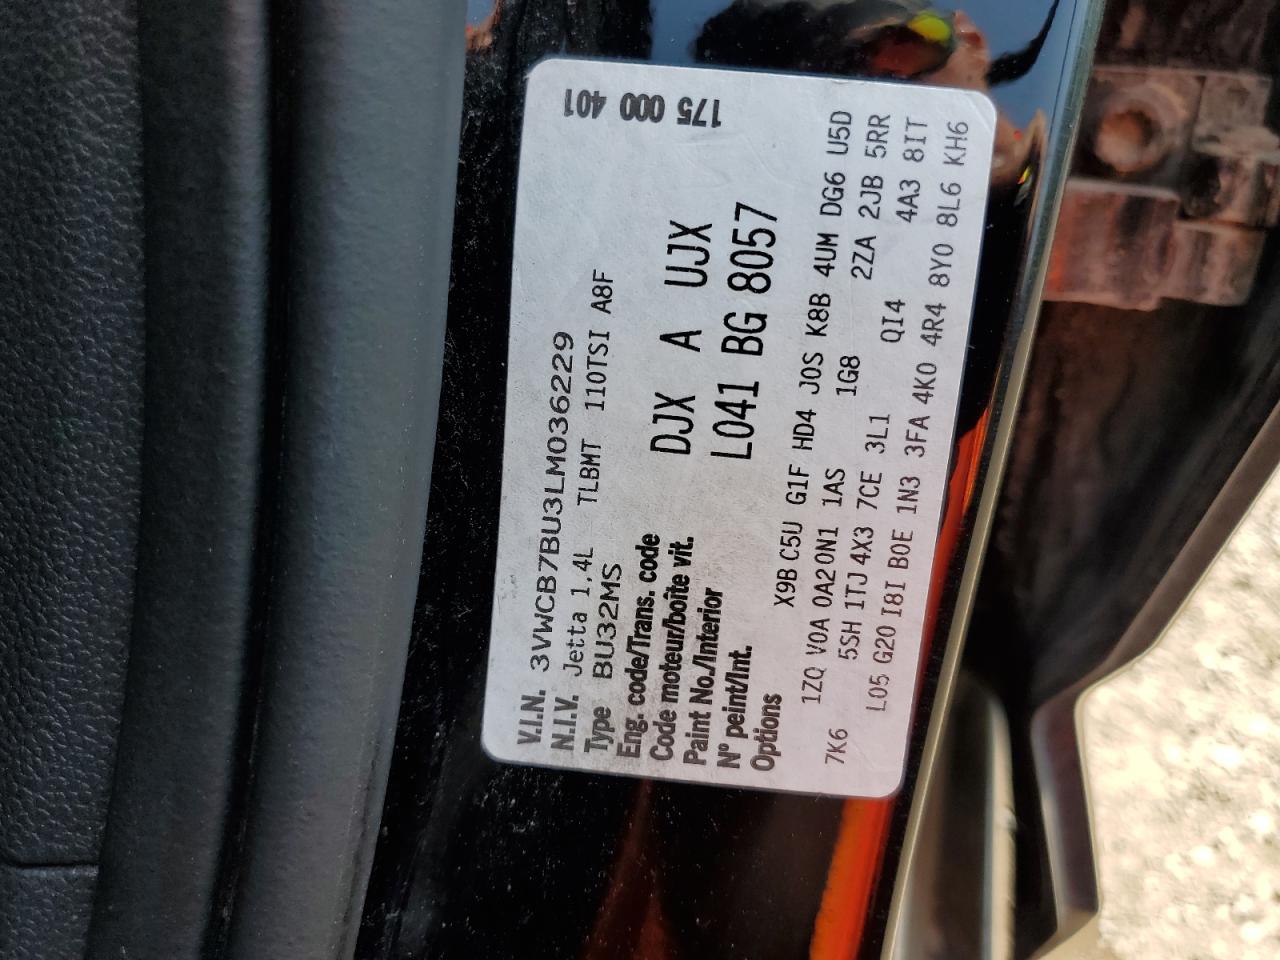 175 000 401
V.I.N. 3VWCB7BU3LM036229
N.I.V. Jetta 1.4L TLBMT 110TSI A8F
Type BU32MS
Eng. code/Trans. code
Code moteur/boîte vit. DJX A UJX
Paint No./Interior
N° peint/Int. L041 BG 8057
Options
X9B C5U G1F HD4 J0S K8B 4UM DG6 U5D
1ZQ V0A 0A2 0N1 1AS 1G8 2ZA 2JB 5RR
7K6 5SH 1TJ 4X3 7CE 3L1 QI4 4A3 8IT
L05 G20 I8I B0E 1N3 3FA 4K0 4R4 8Y0 8L6 KH6